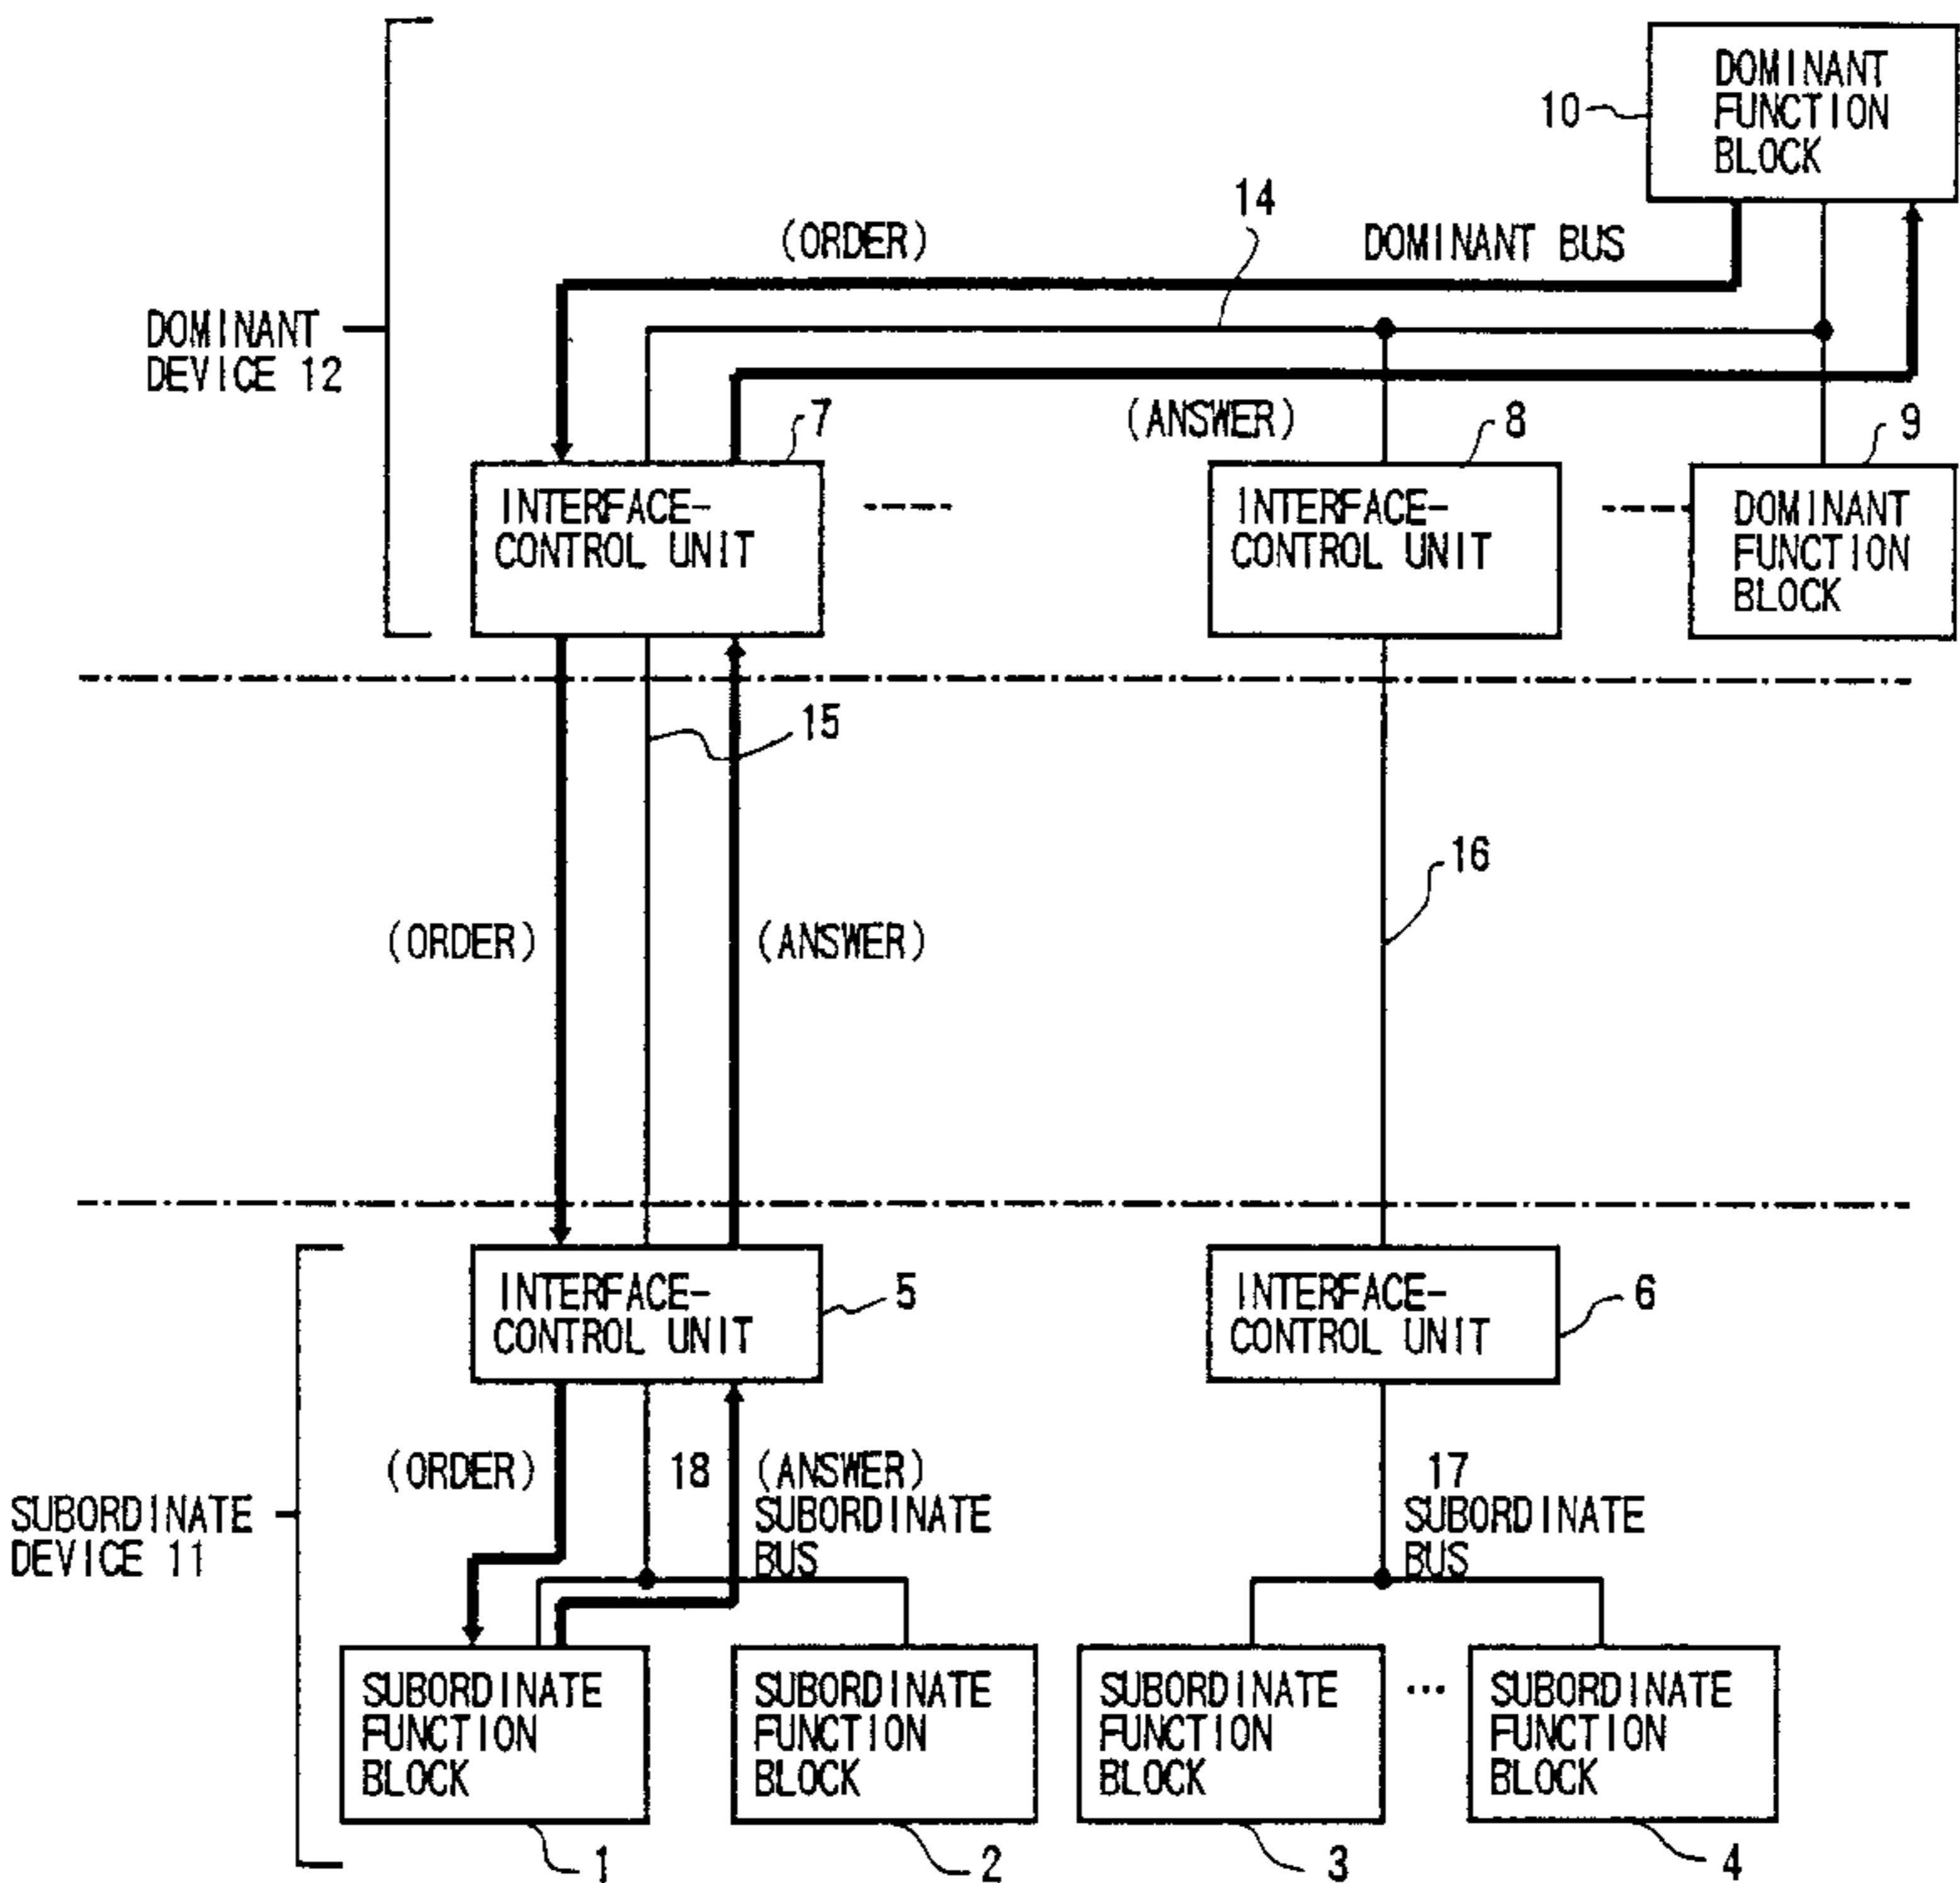 DOMINANT
FUNCTION
BLOCK
10
14
(ORDER)
DOMINANT BUS
DOMINANT
DEVICE 12
(ANSWER)
7
8
9
INTERFACE-
CONTROL UNIT
INTERFACE-
CONTROL UNIT
DOMINANT
FUNCTION
BLOCK
15
16
(ORDER)
(ANSWER)
INTERFACE-
CONTROL UNIT
5
INTERFACE-
CONTROL UNIT
6
(ORDER)
18
(ANSWER)
SUBORDINATE
BUS
17
SUBORDINATE
BUS
SUBORDINATE
DEVICE 11
SUBORDINATE
FUNCTION
BLOCK
SUBORDINATE
FUNCTION
BLOCK
SUBORDINATE
FUNCTION
BLOCK
...
SUBORDINATE
FUNCTION
BLOCK
1
2
3
4